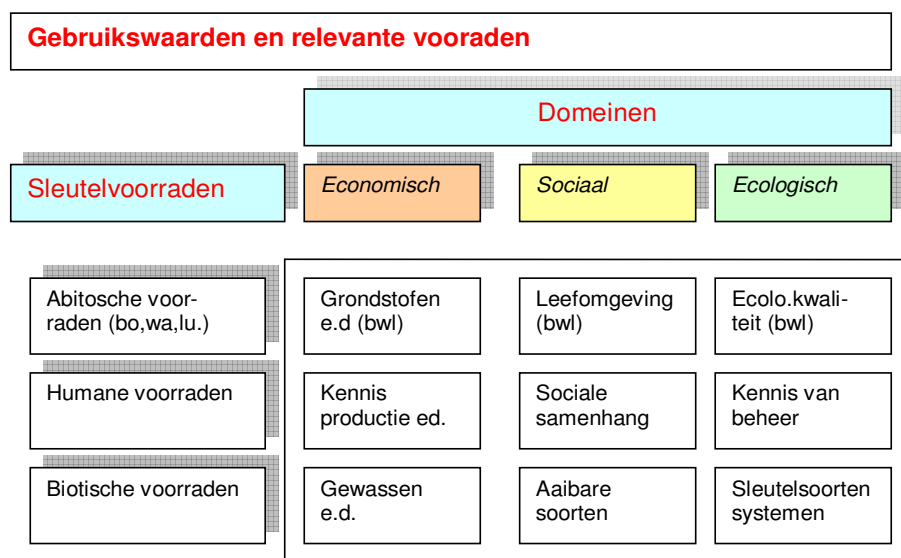 Gebruikswaarden en relevante vooraden
Domeinen
Sleutelvoorraden
Economisch
Sociaal
Ecologisch
Abitosche voor-
raden (bo,wa,lu.)
Grondstofen
e.d (bwl)
Leefomgeving
(bwl)
Ecolo.kwali-
teit (bwl)
Humane voorraden
Kennis
productie ed.
Sociale
samenhang
Kennis van
beheer
Biotische voorraden
Gewassen
e.d.
Aaibare
soorten
Sleutelsoorten
systemen